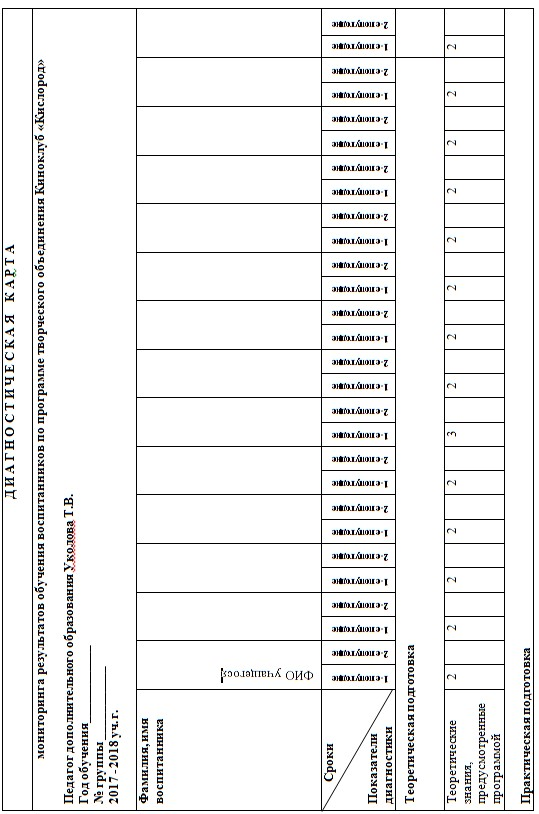 ДИАГНОСТИЧЕСКАЯ КАРТА
мониторинга результатов обучения воспитанников по программе творческого объединения Киноклуб «Кислород»
Педагог дополнительного образования Уколова Т.В.
Год обучения
№ группы
2017 - 2018 уч. г.
Фамилия, имя
воспитанника
ФИО учащегося
Сроки
Показатели
диагностики
1-е полугодие
2-е полугодие
1-е полугодие
2-е полугодие
1-е полугодие
2-е полугодие
1-е полугодие
2-е полугодие
1-е полугодие
2-е полугодие
1-е полугодие
2-е полугодие
1-е полугодие
2-е полугодие
1-е полугодие
2-е полугодие
1-е полугодие
2-е полугодие
1-е полугодие
2-е полугодие
1-е полугодие
2-е полугодие
1-е полугодие
2-е полугодие
1-е полугодие
2-е полугодие
1-е полугодие
2-е полугодие
Теоретическая подготовка
Теоретические
знания,
предусмотренные
программой
2 2 2 2 2 3 2 2 2 2 2 2 2 2
Практическая подготовка